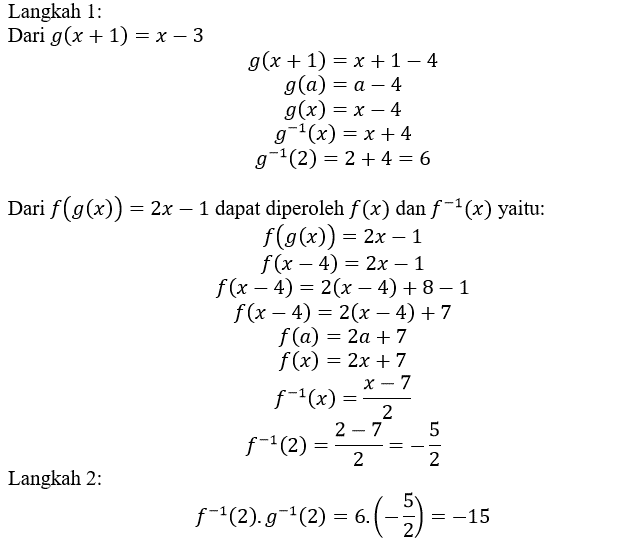 Langkah 1:
Dari g(x + 1) = x − 3
g(x + 1) = x + 1 − 4
g(a) = a − 4
g(x) = x − 4
g⁻¹(x) = x + 4
g⁻¹(2) = 2 + 4 = 6
Dari f(g(x)) = 2x − 1 dapat diperoleh f(x) dan f⁻¹(x) yaitu:
f(g(x)) = 2x − 1
f(x − 4) = 2x − 1
f(x − 4) = 2(x − 4) + 8 − 1
f(x − 4) = 2(x − 4) + 7
f(a) = 2a + 7
f(x) = 2x + 7
f⁻¹(x) = (x − 7)/2
f⁻¹(2) = (2 − 7)/2 = −5/2
Langkah 2:
f⁻¹(2). g⁻¹(2) = 6. (−5/2) = −15